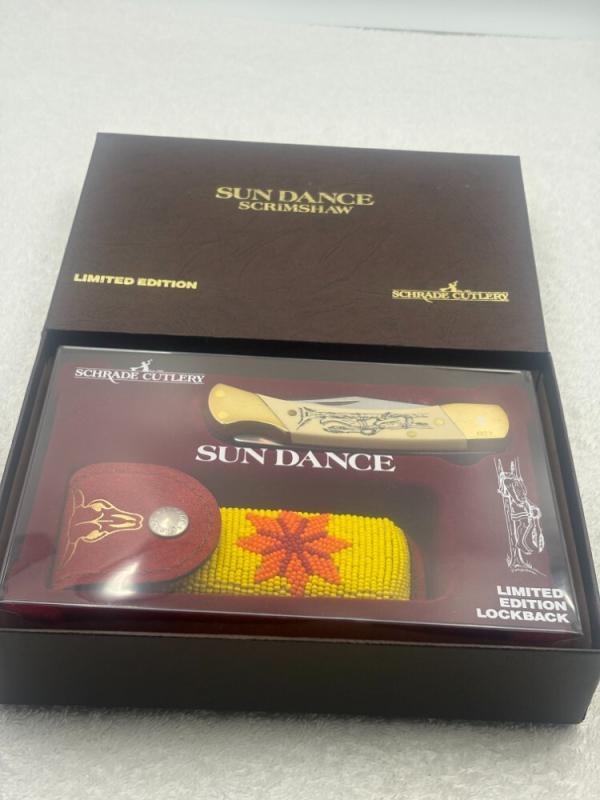 SUN DANCE
SCRIMSHAW
LIMITED EDITION
SCHRADE CUTLERY
SCHRADE CUTLERY
SUN DANCE
LIMITED
EDITION
LOCKBACK